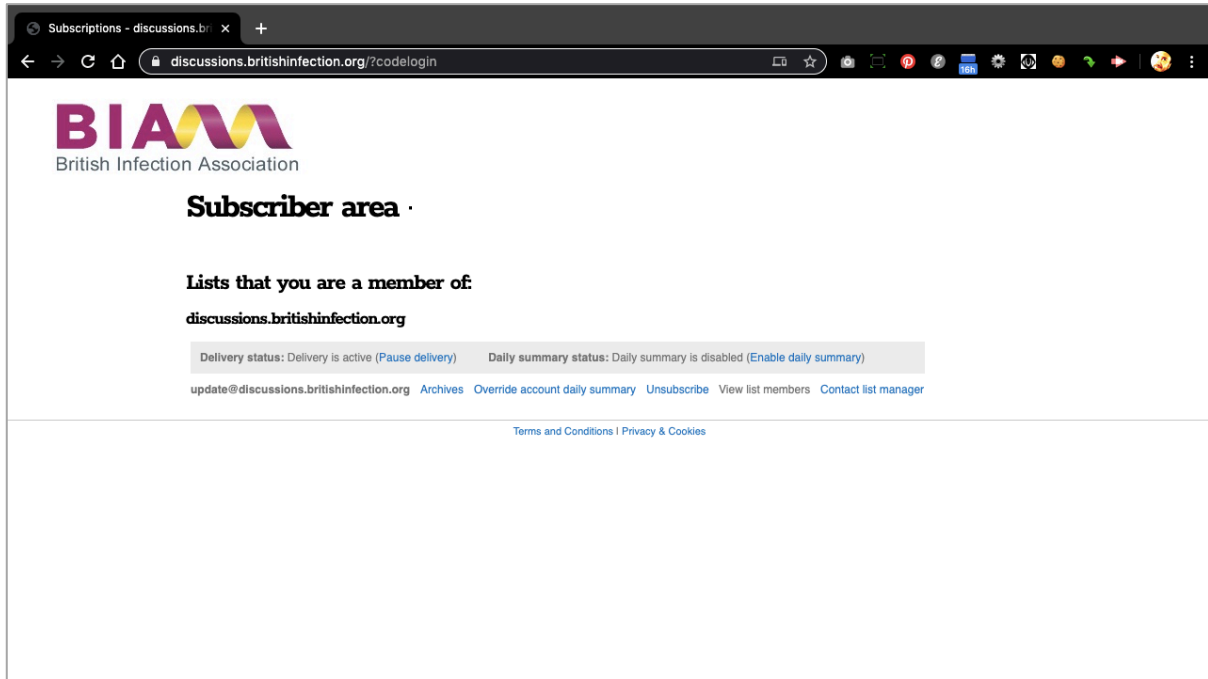 Subscriptions - discussions.bri
discussions.britishinfection.org/?codelogin
16h
BIA
British Infection Association
Subscriber area
Lists that you are a member of:
discussions.britishinfection.org
Delivery status: Delivery is active (Pause delivery) Daily summary status: Daily summary is disabled (Enable daily summary)
update@discussions.britishinfection.org Archives Override account daily summary Unsubscribe View list members Contact list manager
Terms and Conditions | Privacy & Cookies